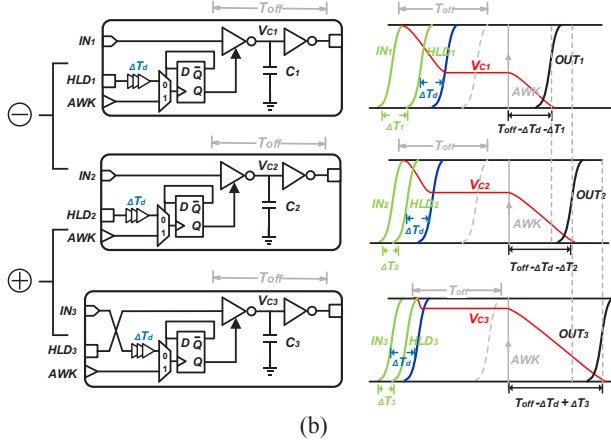 T_off
IN₁
HLD₁
AWK
ΔT_d
0
1
D Q̄
Q
V_C1
C₁
T_off
IN₁
HLD₁
V_C1
OUT₁
ΔT_d
AWK
ΔT₁
T_off-ΔT_d-ΔT₁
−
IN₂
HLD₂
AWK
ΔT_d
0
1
D Q̄
Q
V_C2
C₂
T_off
IN₂
HLD₂
V_C2
OUT₂
ΔT_d
AWK
ΔT₂
T_off-ΔT_d-ΔT₂
+
T_off
IN₃
HLD₃
AWK
ΔT_d
0
1
D Q̄
Q
V_C3
C₃
T_off
IN₃
HLD₃
V_C3
OUT₃
ΔT_d
AWK
ΔT₃
T_off-ΔT_d+ΔT₃
(b)